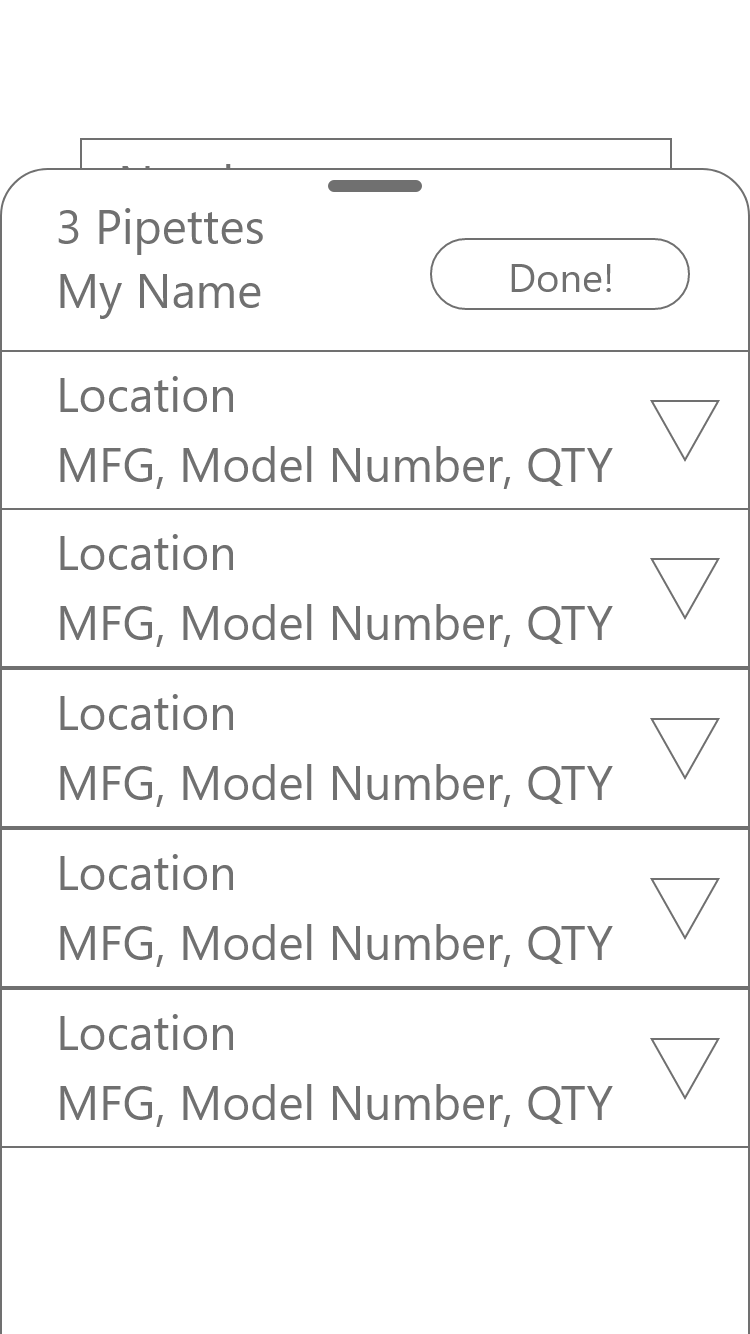 3 Pipettes
My Name
Done!
Location
MFG, Model Number, QTY
Location
MFG, Model Number, QTY
Location
MFG, Model Number, QTY
Location
MFG, Model Number, QTY
Location
MFG, Model Number, QTY